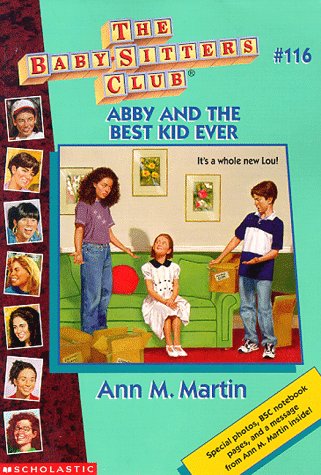 THE
BABY-SITTERS
CLUB®
#116
ABBY AND THE
BEST KID EVER
It's a whole new Lou!
Ann M. Martin
Special photos, BSC notebook
pages, and a message
from Ann M. Martin inside!
SCHOLASTIC